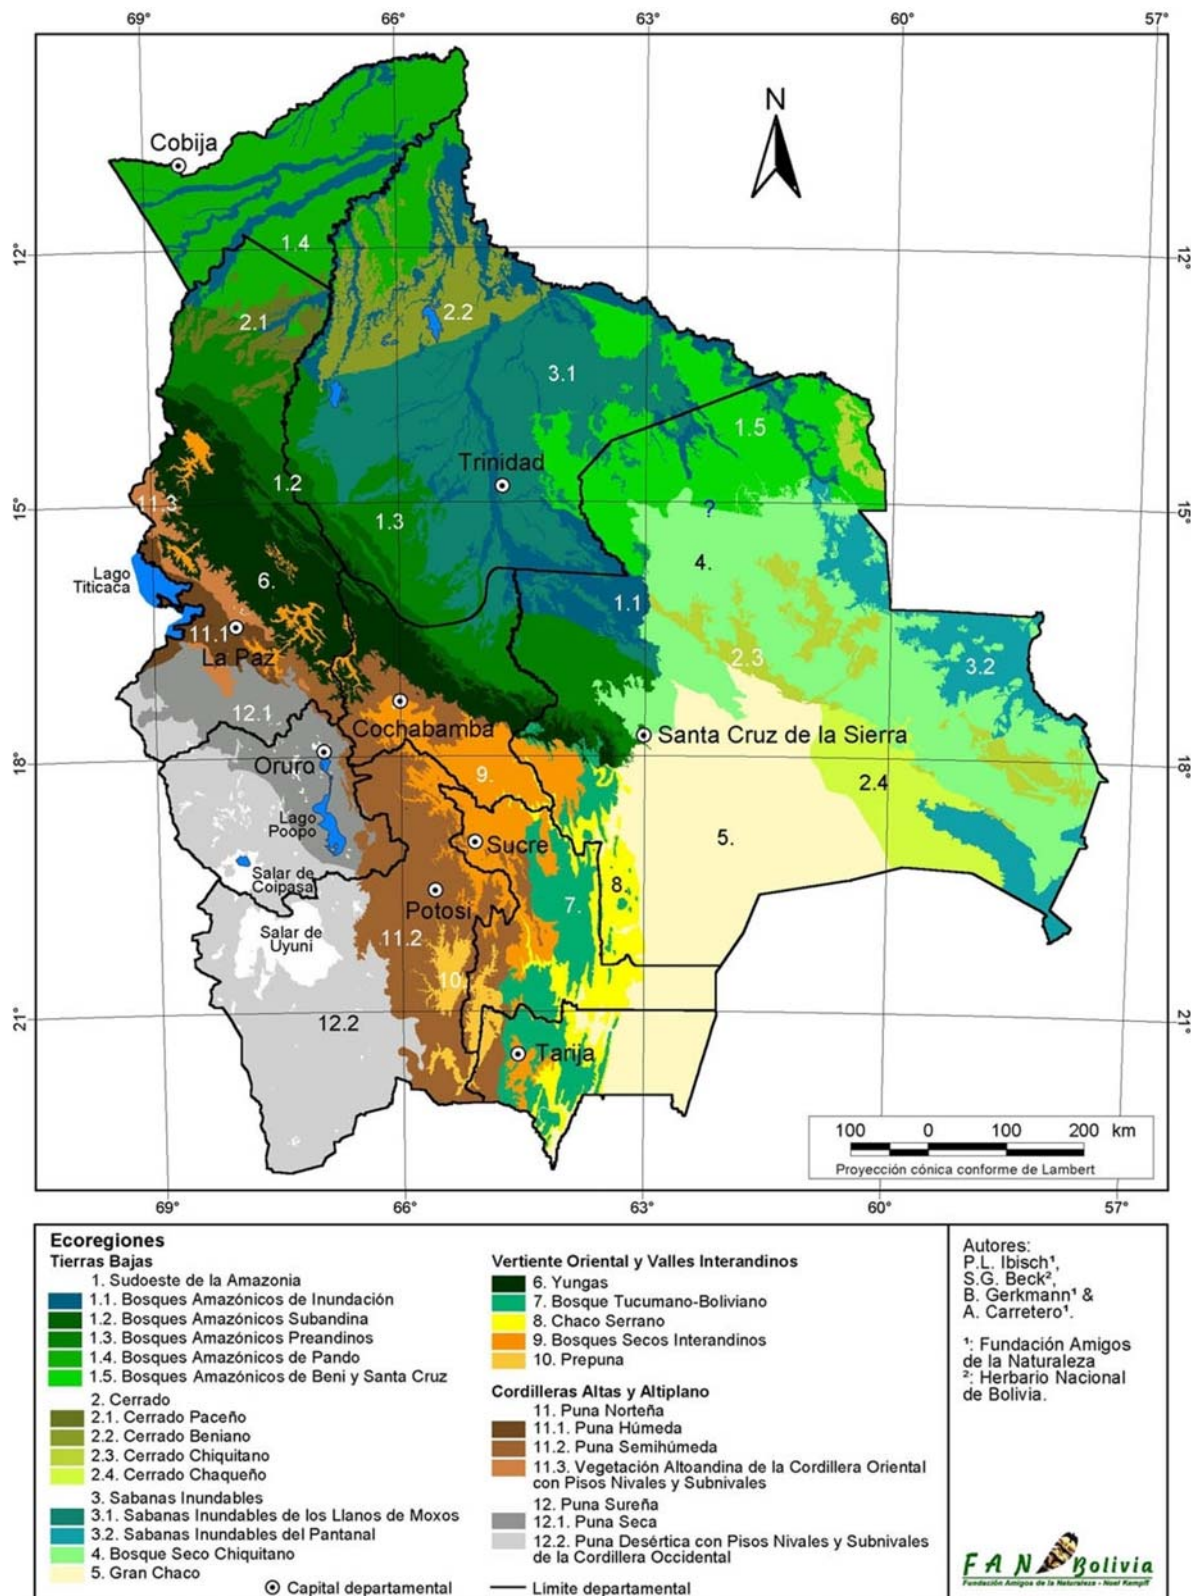 69°
66°
63°
60°
57°
N
Cobija
12°
12°
1.4
2.1
2.2
3.1
1.5
Trinidad
1.2
11.3
1.3
?
15°
15°
4.
Lago
Titicaca
6.
1.1
11.1
La Paz
2.3
3.2
12.1
Cochabamba
Santa Cruz de la Sierra
18°
18°
Oruro
9.
2.4
Lago
Poopo
Sucre
5.
Salar de
Coipasa
8.
Potosi
7.
Salar de
Uyuni
11.2
10.
21°
21°
12.2
Tarija
100 0 100 200 km
Proyección cónica conforme de Lambert
69°
66°
63°
60°
57°
Ecoregiones
Tierras Bajas
1. Sudoeste de la Amazonia
1.1. Bosques Amazónicos de Inundación
1.2. Bosques Amazónicos Subandina
1.3. Bosques Amazónicos Preandinos
1.4. Bosques Amazónicos de Pando
1.5. Bosques Amazónicos de Beni y Santa Cruz
2. Cerrado
2.1. Cerrado Paceño
2.2. Cerrado Beniano
2.3. Cerrado Chiquitano
2.4. Cerrado Chaqueño
3. Sabanas Inundables
3.1. Sabanas Inundables de los Llanos de Moxos
3.2. Sabanas Inundables del Pantanal
4. Bosque Seco Chiquitano
5. Gran Chaco
Capital departamental
Vertiente Oriental y Valles Interandinos
6. Yungas
7. Bosque Tucumano-Boliviano
8. Chaco Serrano
9. Bosques Secos Interandinos
10. Prepuna
Cordilleras Altas y Altiplano
11. Puna Norteña
11.1. Puna Húmeda
11.2. Puna Semihúmeda
11.3. Vegetación Altoandina de la Cordillera Oriental
con Pisos Nivales y Subnivales
12. Puna Sureña
12.1. Puna Seca
12.2. Puna Desértica con Pisos Nivales y Subnivales
de la Cordillera Occidental
Limite departamental
Autores:
P.L. Ibisch¹,
S.G. Beck²,
B. Gerkmann¹ &
A. Carretero¹.
¹: Fundación Amigos
de la Naturaleza
²: Herbario Nacional
de Bolivia.
FAN Bolivia
Fundación Amigos de la Naturaleza - Noel Kempff